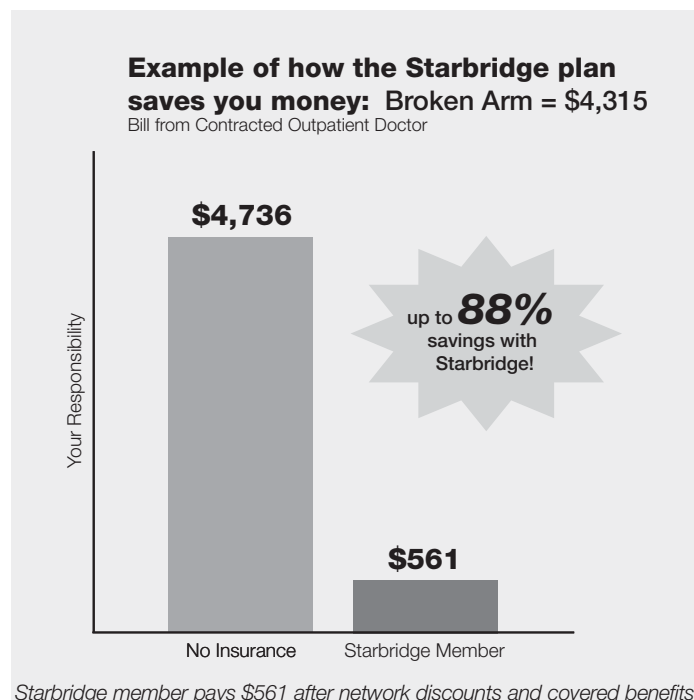 Example of how the Starbridge plan
saves you money: Broken Arm = $4,315
Bill from Contracted Outpatient Doctor
$4,736
up to 88%
savings with
Starbridge!
Your Responsibility
$561
No Insurance Starbridge Member
Starbridge member pays $561 after network discounts and covered benefits